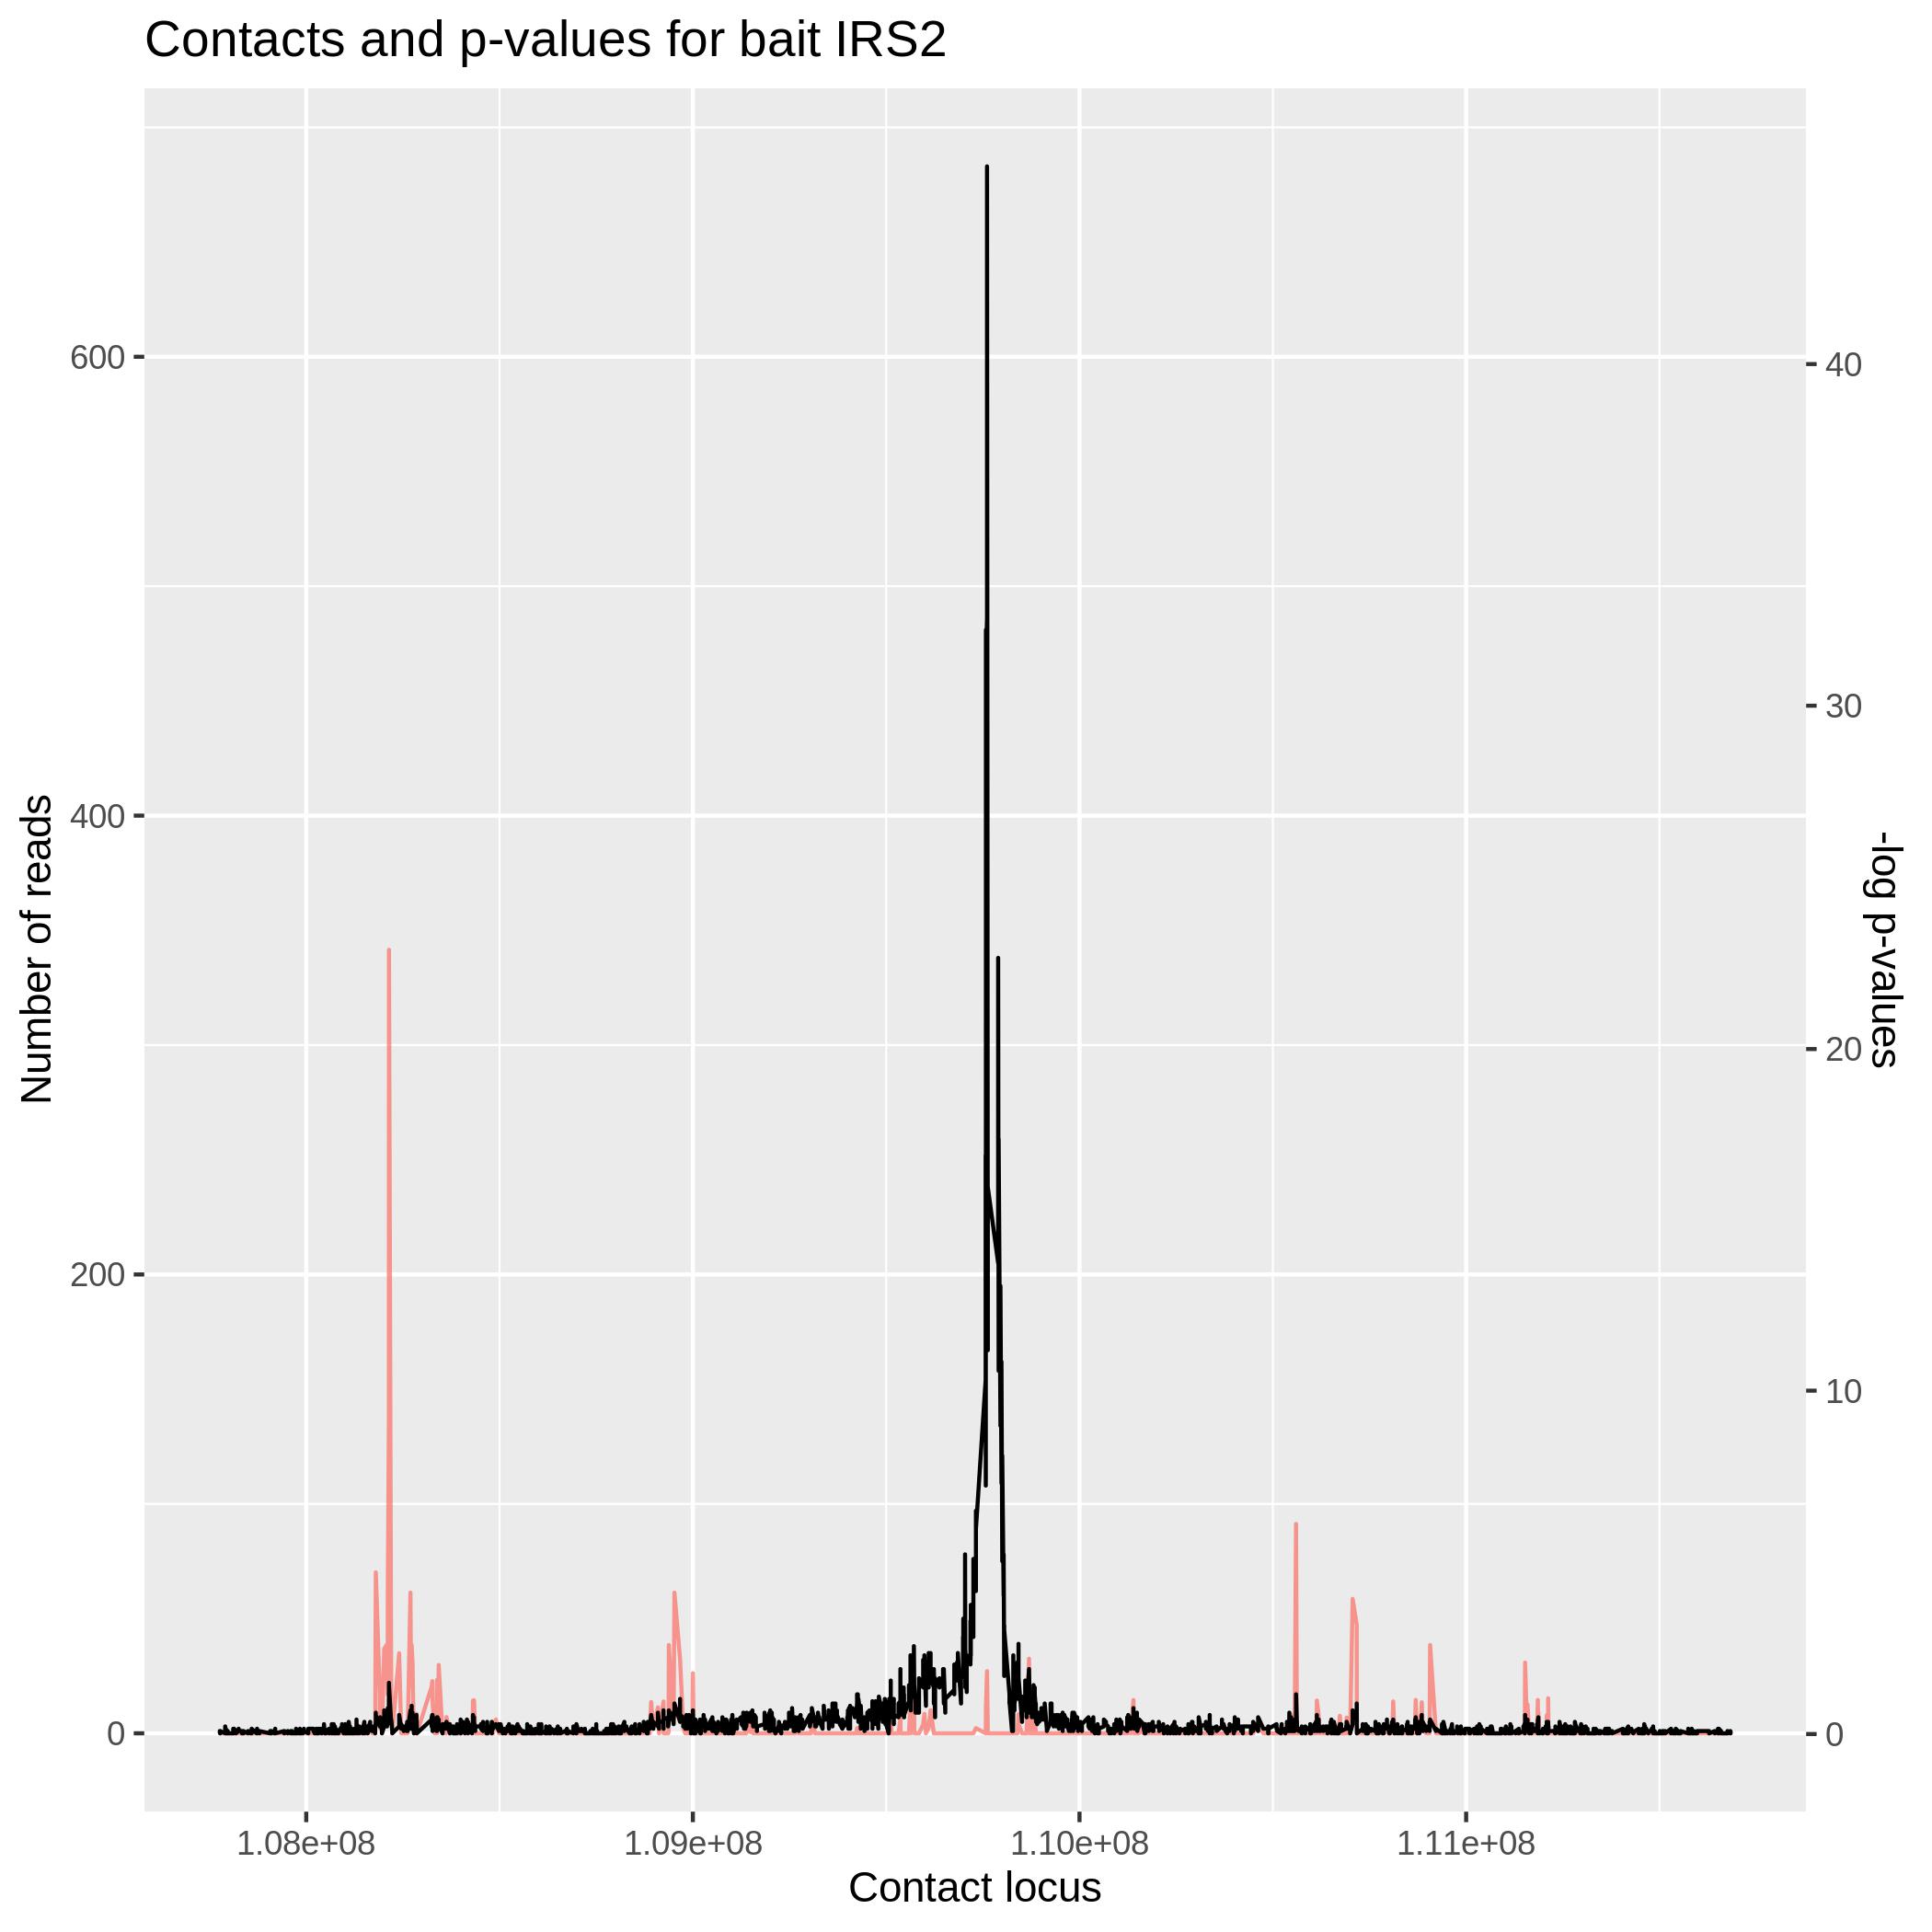 Contacts and p-values for bait IRS2
Number of reads
600
400
200
0
40
30
20
10
0
-log p-values
1.08e+08
1.09e+08
1.10e+08
1.11e+08
Contact locus